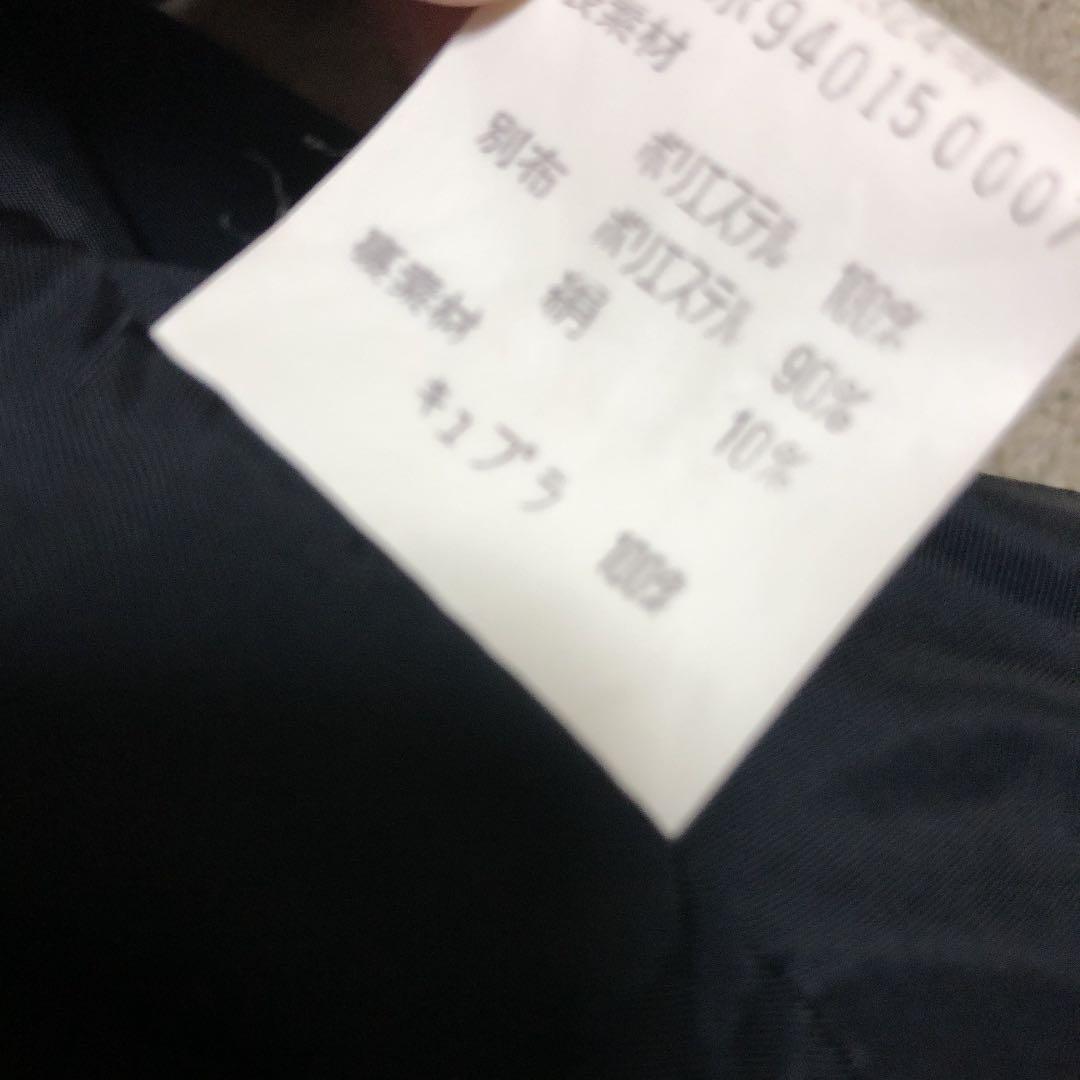 940150007
表素材
ポリエステル 100%
別布
ポリエステル 90%
絹 10%
裏素材
キュプラ 100%